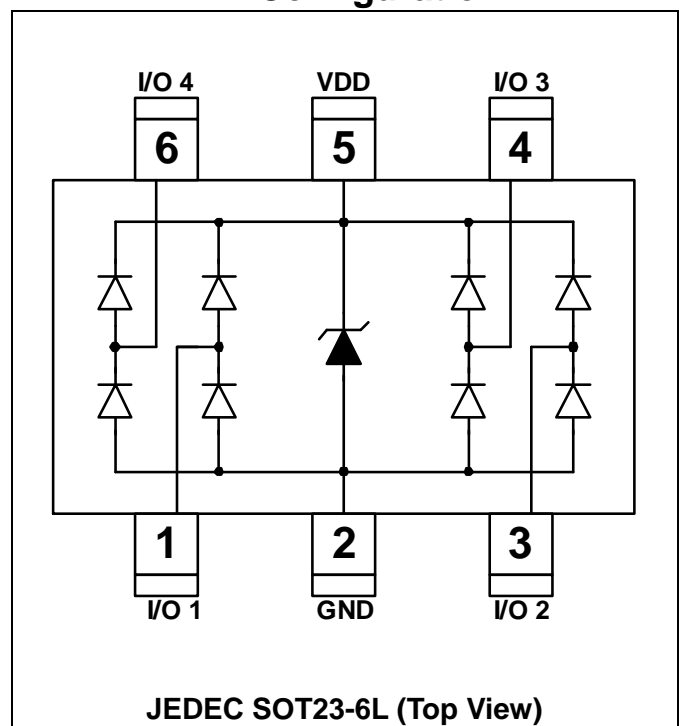 I/O 4 VDD I/O 3
6 5 4
1 2 3
I/O 1 GND I/O 2
JEDEC SOT23-6L (Top View)